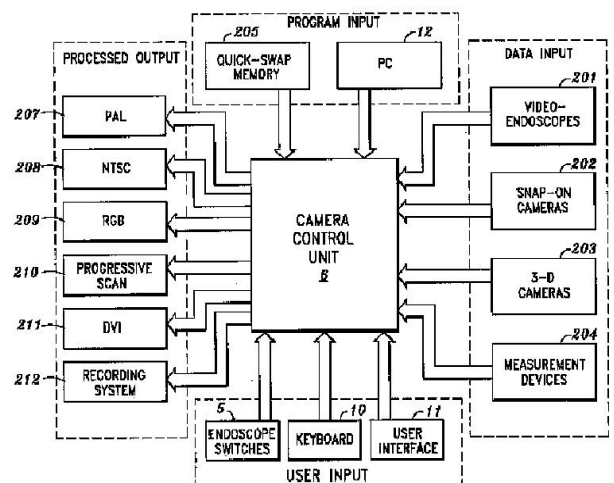 PROGRAM INPUT
205
QUICK-SWAP
MEMORY
12
PC
PROCESSED OUTPUT
207
PAL
208
NTSC
209
RGB
210
PROGRESSIVE
SCAN
211
DVI
212
RECORDING
SYSTEM
CAMERA
CONTROL
UNIT
6
DATA INPUT
201
VIDEO-
ENDOSCOPES
202
SNAP-ON
CAMERAS
203
3-D
CAMERAS
204
MEASUREMENT
DEVICES
5
ENDOSCOPE
SWITCHES
10
KEYBOARD
11
USER
INTERFACE
USER INPUT